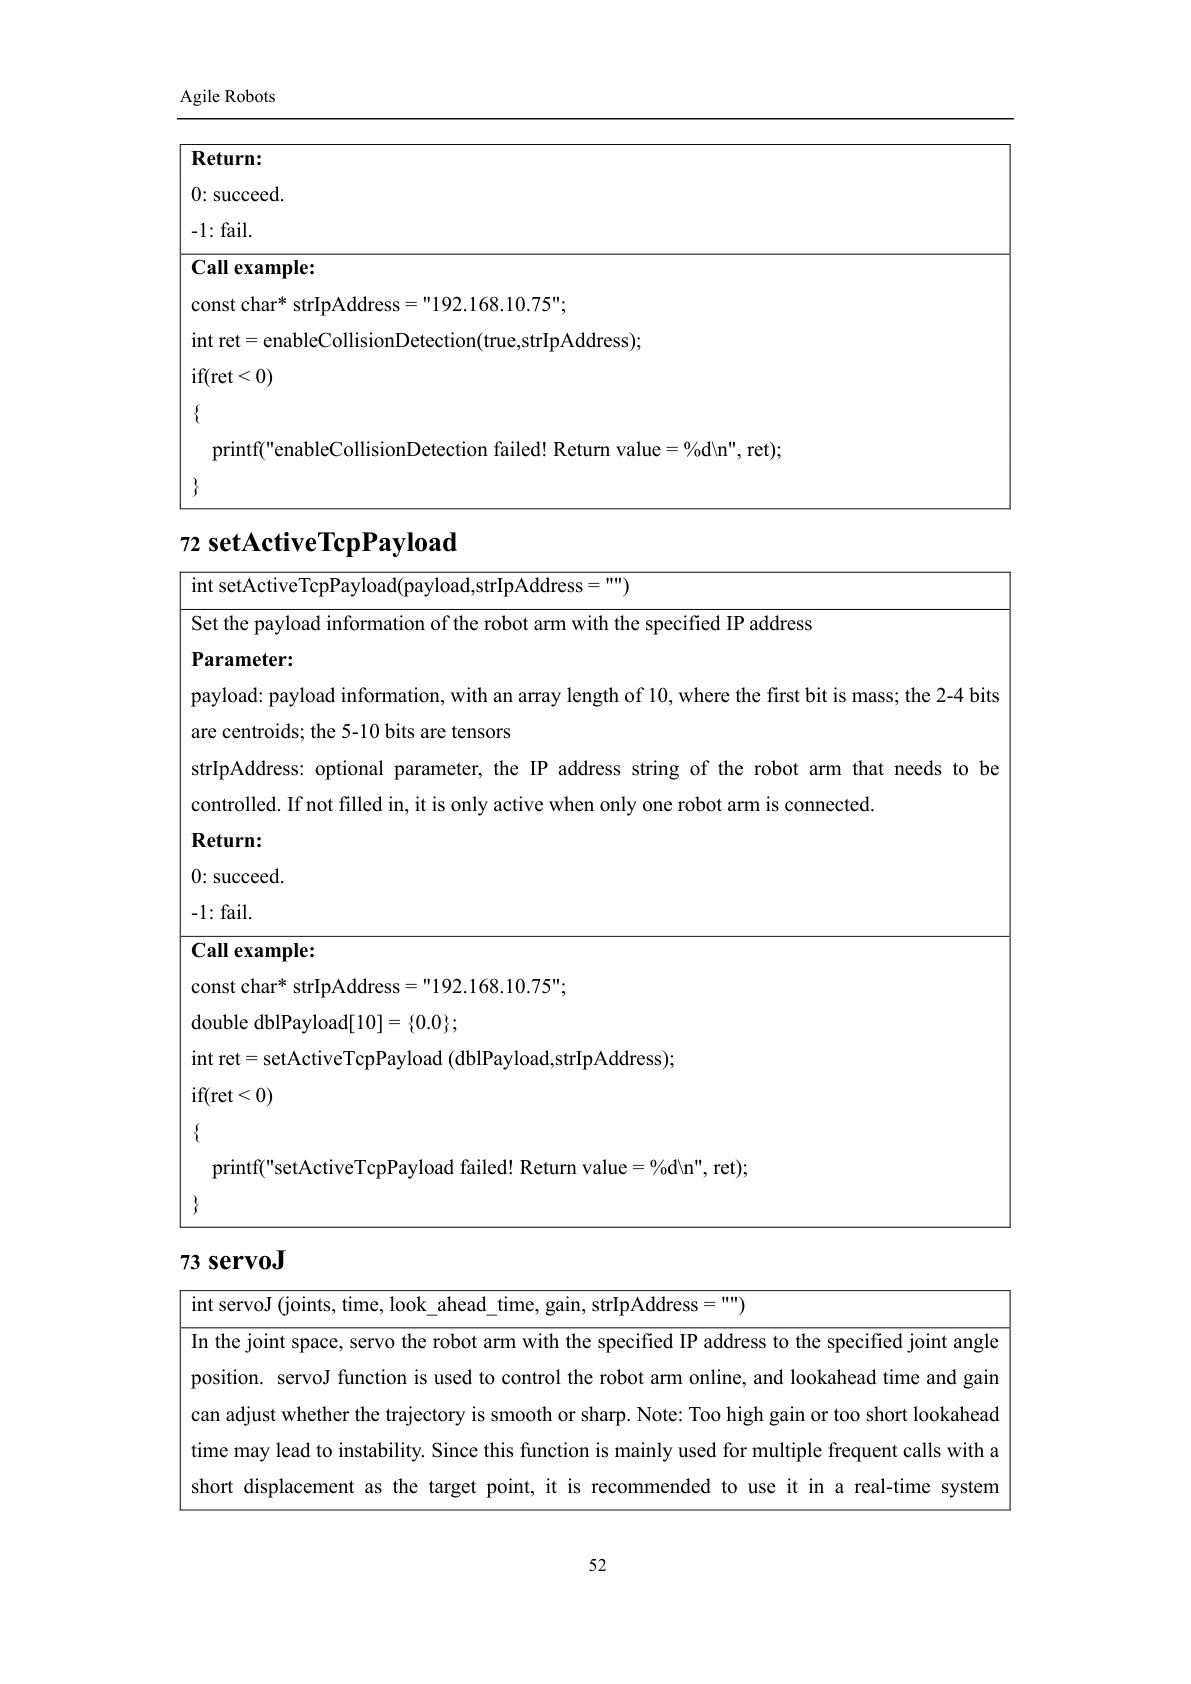 Agile Robots
Return:
0: succeed.
-1: fail.
Call example:
const char* strIpAddress = "192.168.10.75";
int ret = enableCollisionDetection(true,strIpAddress);
if(ret < 0)
{
printf("enableCollisionDetection failed! Return value = %d\n", ret);
}
72 setActiveTcpPayload
int setActiveTcpPayload(payload,strIpAddress = "")
Set the payload information of the robot arm with the specified IP address
Parameter:
payload: payload information, with an array length of 10, where the first bit is mass; the 2-4 bits
are centroids; the 5-10 bits are tensors
strIpAddress: optional parameter, the IP address string of the robot arm that needs to be
controlled. If not filled in, it is only active when only one robot arm is connected.
Return:
0: succeed.
-1: fail.
Call example:
const char* strIpAddress = "192.168.10.75";
double dblPayload[10] = {0.0};
int ret = setActiveTcpPayload (dblPayload,strIpAddress);
if(ret < 0)
{
printf("setActiveTcpPayload failed! Return value = %d\n", ret);
}
73 servoJ
int servoJ (joints, time, look_ahead_time, gain, strIpAddress = "")
In the joint space, servo the robot arm with the specified IP address to the specified joint angle
position.  servoJ function is used to control the robot arm online, and lookahead time and gain
can adjust whether the trajectory is smooth or sharp. Note: Too high gain or too short lookahead
time may lead to instability. Since this function is mainly used for multiple frequent calls with a
short displacement as the target point, it is recommended to use it in a real-time system
52